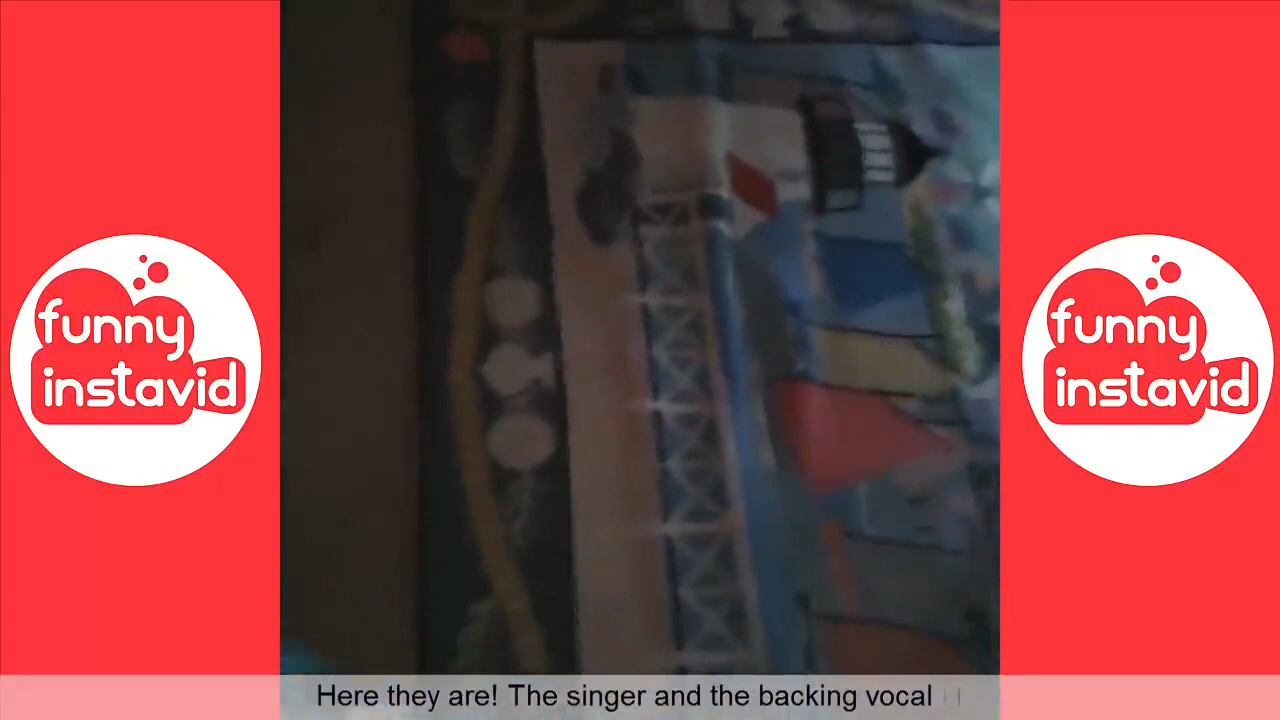 funny
instavid
funny
instavid
Here they are! The singer and the backing vocal